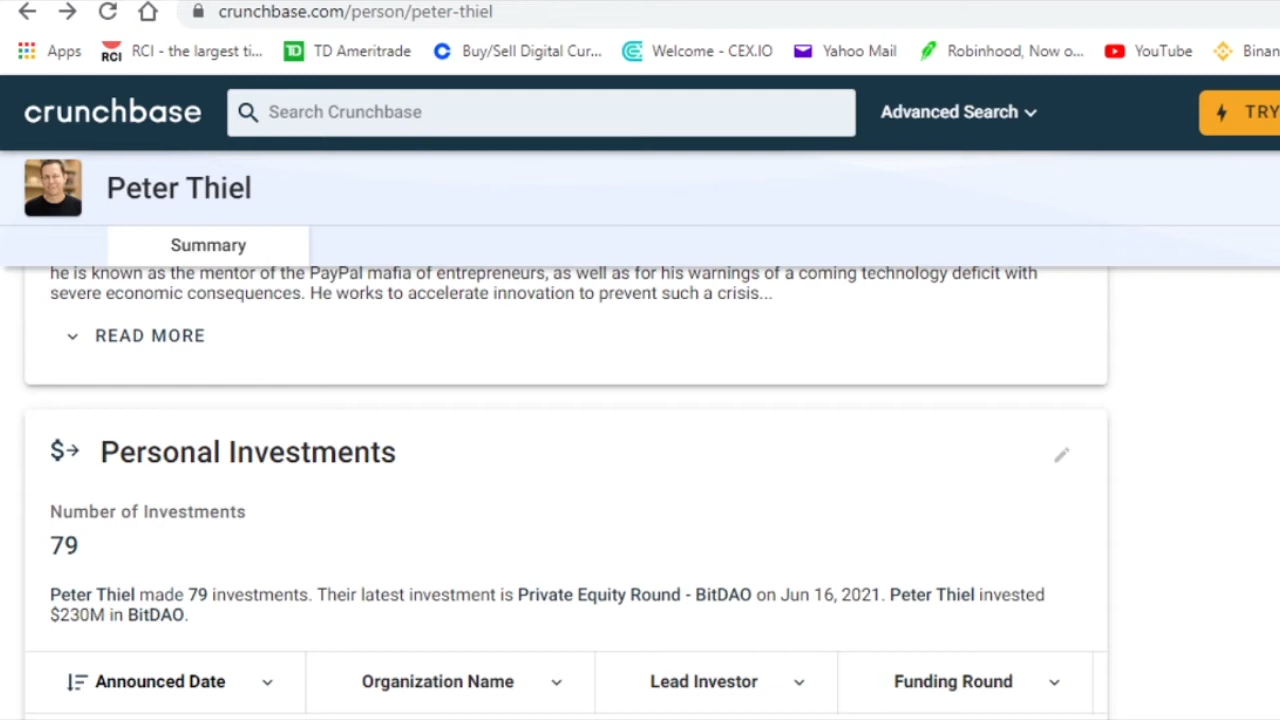 crunchbase.com/person/peter-thiel
Apps RCI RCI - the largest ti... TD TD Ameritrade Buy/Sell Digital Cur... Welcome - CEX.IO Yahoo Mail Robinhood, Now o... YouTube Binan
crunchbase Search Crunchbase Advanced Search TRY
Peter Thiel
Summary
he is known as the mentor of the PayPal mafia of entrepreneurs, as well as for his warnings of a coming technology deficit with
severe economic consequences. He works to accelerate innovation to prevent such a crisis...
READ MORE
$ Personal Investments
Number of Investments
79
Peter Thiel made 79 investments. Their latest investment is Private Equity Round - BitDAO on Jun 16, 2021. Peter Thiel invested
$230M in BitDAO.
Announced Date Organization Name Lead Investor Funding Round